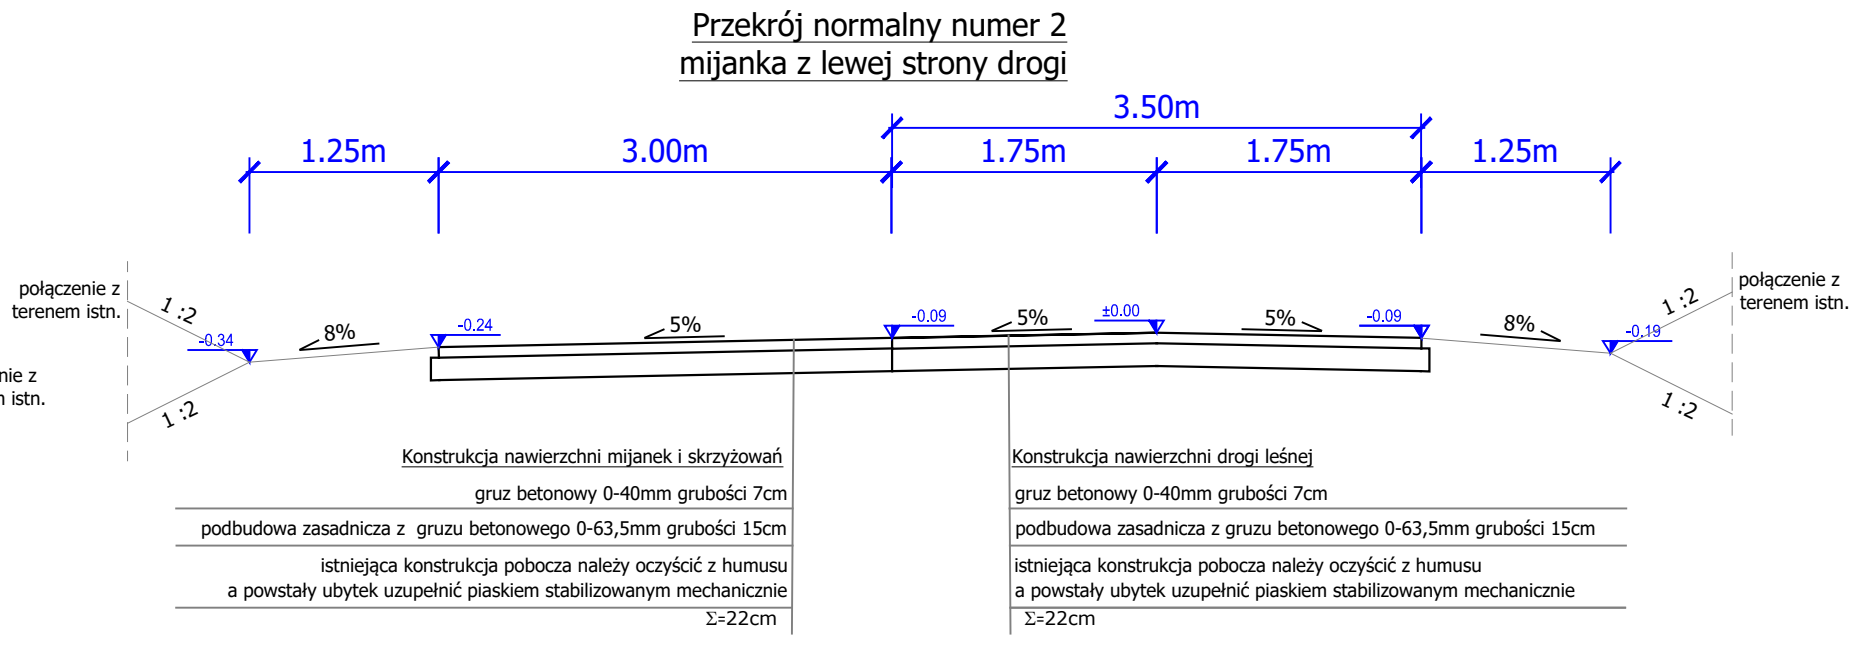 Przekrój normalny numer 2
mijanka z lewej strony drogi
3.50m
1.25m 3.00m 1.75m 1.75m 1.25m
połączenie z
terenem istn.
1 :2
-0.34
8%
-0.24
5%
-0.09
5%
±0.00
5%
-0.09
8%
-0.19
1 :2
połączenie z
terenem istn.
nie z
istn.
1 :2
1 :2
Konstrukcja nawierzchni mijanek i skrzyżowań
gruz betonowy 0-40mm grubości 7cm
podbudowa zasadnicza z gruzu betonowego 0-63,5mm grubości 15cm
istniejąca konstrukcja pobocza należy oczyścić z humusu
a powstały ubytek uzupełnić piaskiem stabilizowanym mechanicznie
Σ=22cm
Konstrukcja nawierzchni drogi leśnej
gruz betonowy 0-40mm grubości 7cm
podbudowa zasadnicza z gruzu betonowego 0-63,5mm grubości 15cm
istniejąca konstrukcja pobocza należy oczyścić z humusu
a powstały ubytek uzupełnić piaskiem stabilizowanym mechanicznie
Σ=22cm